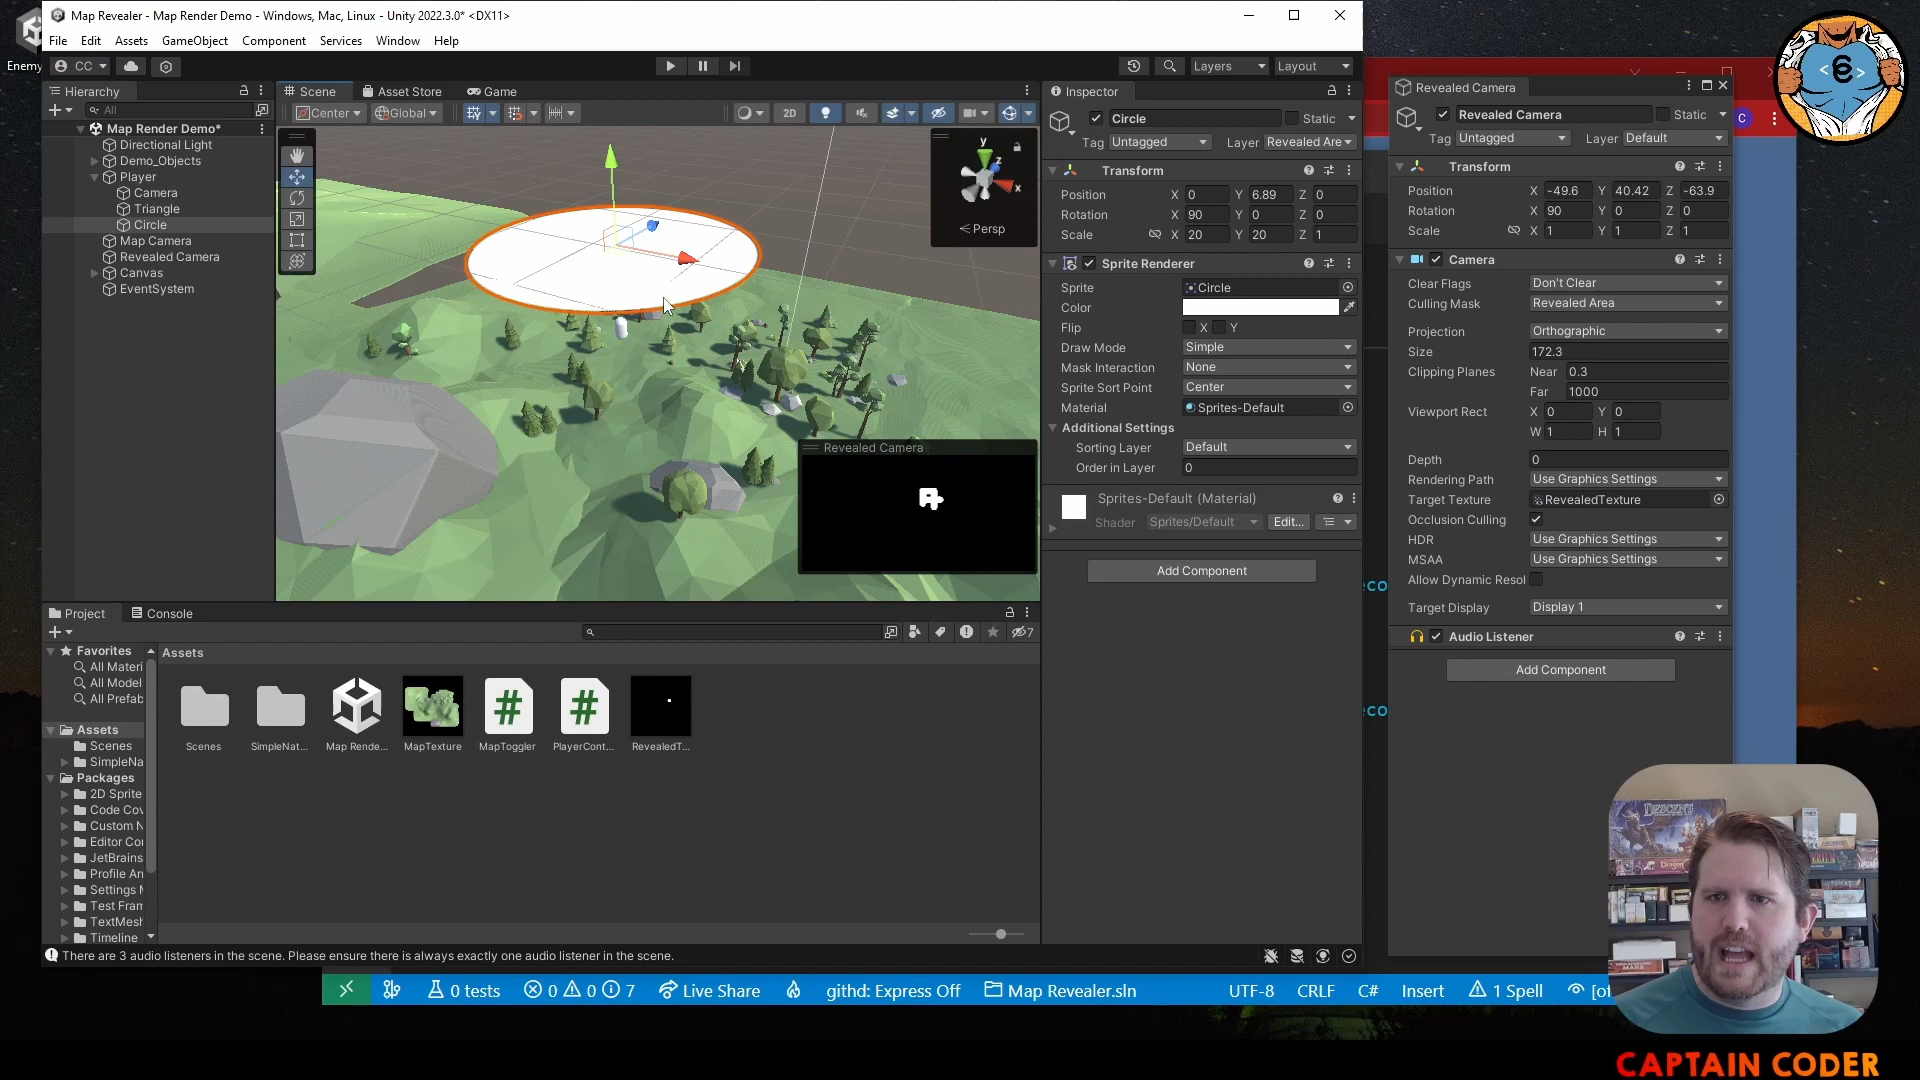 Map Revealer - Map Render Demo - Windows, Mac, Linux - Unity 2022.3.0* <DX11>
File Edit Assets GameObject Component Services Window Help
Enemy
CC
Layers Layout
Hierarchy
All
Map Render Demo*
Directional Light
Demo_Objects
Player
Camera
Triangle
Circle
Map Camera
Revealed Camera
Canvas
EventSystem
Scene Asset Store Game
Center Global 2D
y
z
x
Persp
Revealed Camera
Inspector
Circle Static
Tag Untagged Layer Revealed Are
Transform
Position X 0 Y 6.89 Z 0
Rotation X 90 Y 0 Z 0
Scale X 20 Y 20 Z 1
Sprite Renderer
Sprite Circle
Color
Flip X Y
Draw Mode Simple
Mask Interaction None
Sprite Sort Point Center
Material Sprites-Default
Additional Settings
Sorting Layer Default
Order in Layer 0
Sprites-Default (Material)
Shader Sprites/Default Edit...
Add Component
Revealed Camera
Revealed Camera Static
Tag Untagged Layer Default
Transform
Position X -49.6 Y 40.42 Z -63.9
Rotation X 90 Y 0 Z 0
Scale X 1 Y 1 Z 1
Camera
Clear Flags Don't Clear
Culling Mask Revealed Area
Projection Orthographic
Size 172.3
Clipping Planes Near 0.3
Far 1000
Viewport Rect X 0 Y 0
W 1 H 1
Depth 0
Rendering Path Use Graphics Settings
Target Texture RevealedTexture
Occlusion Culling
HDR Use Graphics Settings
MSAA Use Graphics Settings
Allow Dynamic Resol
Target Display Display 1
Audio Listener
Add Component
C
eco
eco
Project Console
7
Favorites
All Materi
All Model
All Prefab
Assets
Scenes
SimpleNa
Packages
2D Sprite
Code Cov
Custom N
Editor Co
JetBrains
Profile An
Settings M
Test Fram
TextMesh
Timeline
Assets
Scenes SimpleNat... Map Rende... MapTexture MapToggler PlayerCont... RevealedT...
There are 3 audio listeners in the scene. Please ensure there is always exactly one audio listener in the scene.
0 tests 0 0 7 Live Share githd: Express Off Map Revealer.sln UTF-8 CRLF C# Insert 1 Spell [of
DESCENT
CAPTAIN CODER